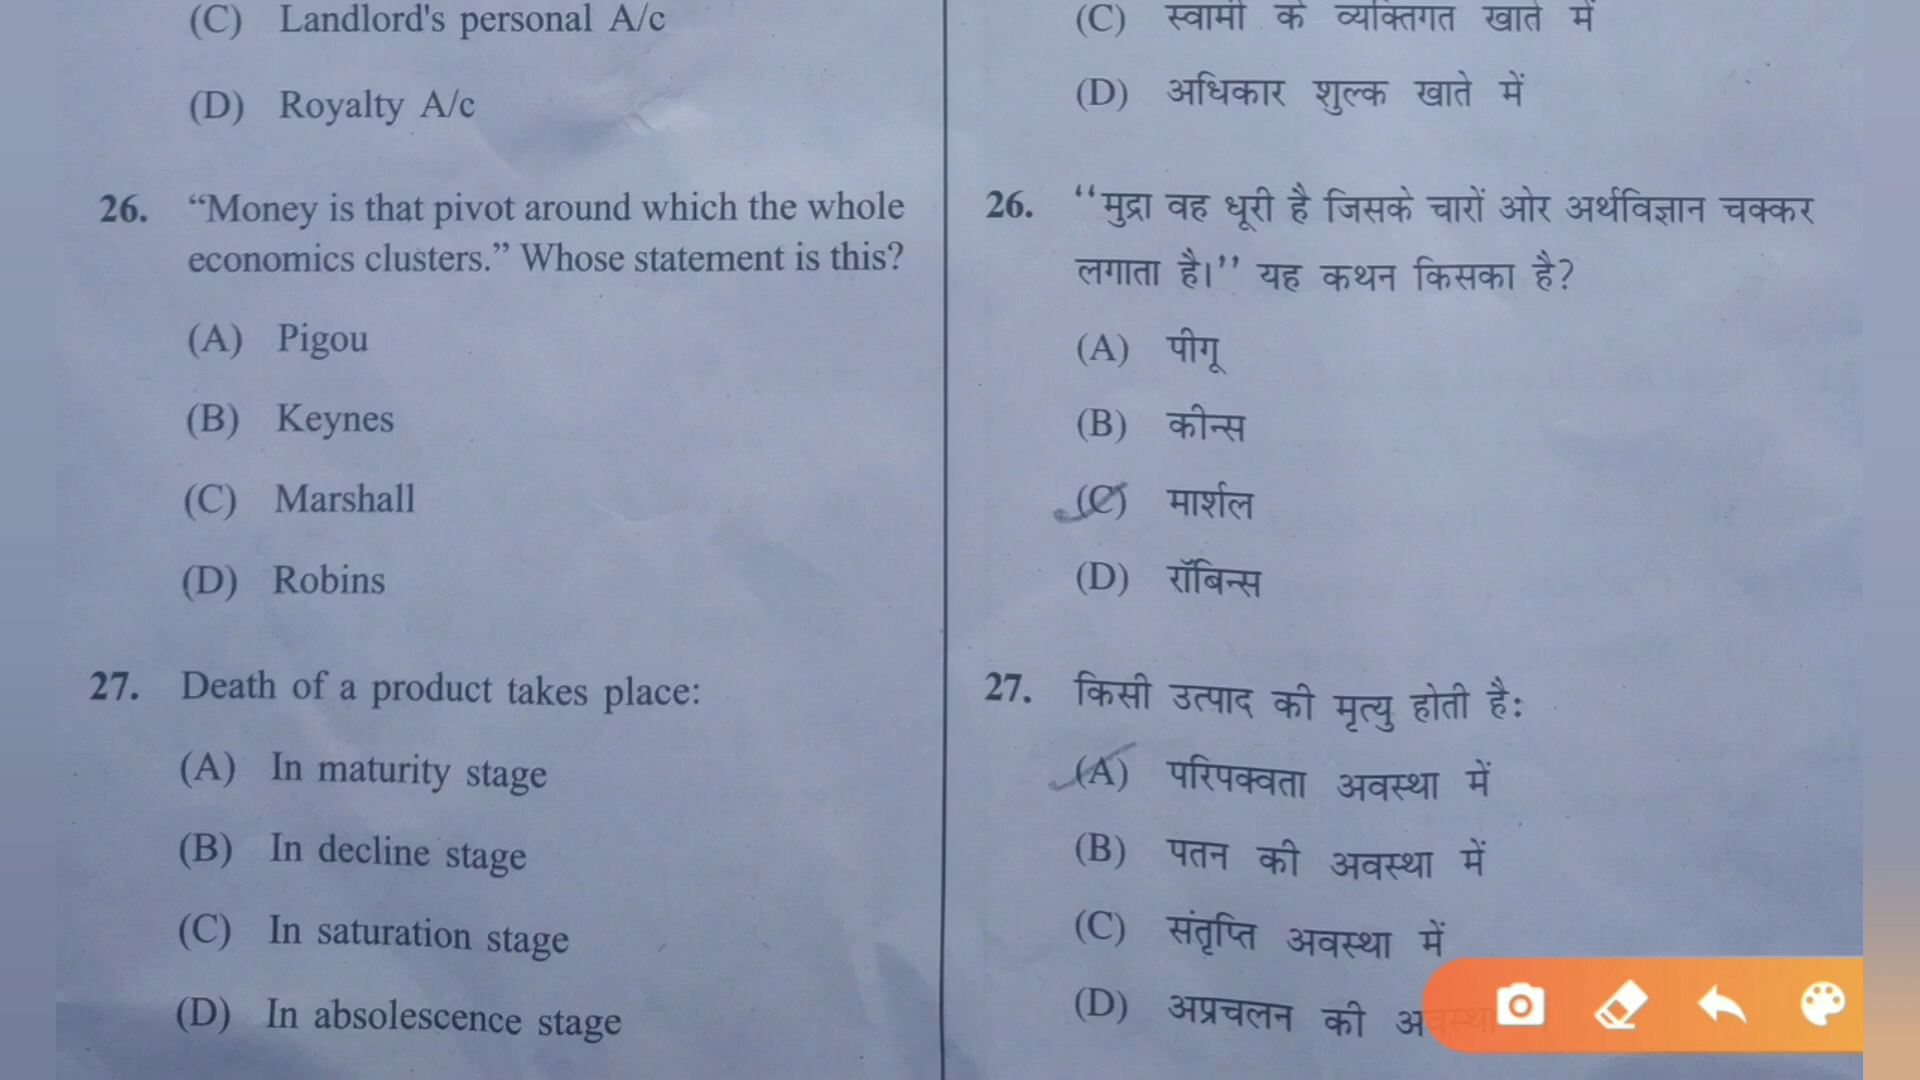 (C) Landlord's personal A/c
(D) Royalty A/c
26. “Money is that pivot around which the whole
economics clusters.” Whose statement is this?
(A) Pigou
(B) Keynes
(C) Marshall
(D) Robins
27. Death of a product takes place:
(A) In maturity stage
(B) In decline stage
(C) In saturation stage
(D) In absolescence stage
(C) स्वामी के व्यक्तिगत खाते में
(D) अधिकार शुल्क खाते में
26. ‘‘मुद्रा वह धूरी है जिसके चारों ओर अर्थविज्ञान चक्कर
लगाता है।’’ यह कथन किसका है?
(A) पीगू
(B) कीन्स
(C) मार्शल
(D) रॉबिन्स
27. किसी उत्पाद की मृत्यु होती है:
(A) परिपक्वता अवस्था में
(B) पतन की अवस्था में
(C) संतृप्ति अवस्था में
(D) अप्रचलन की